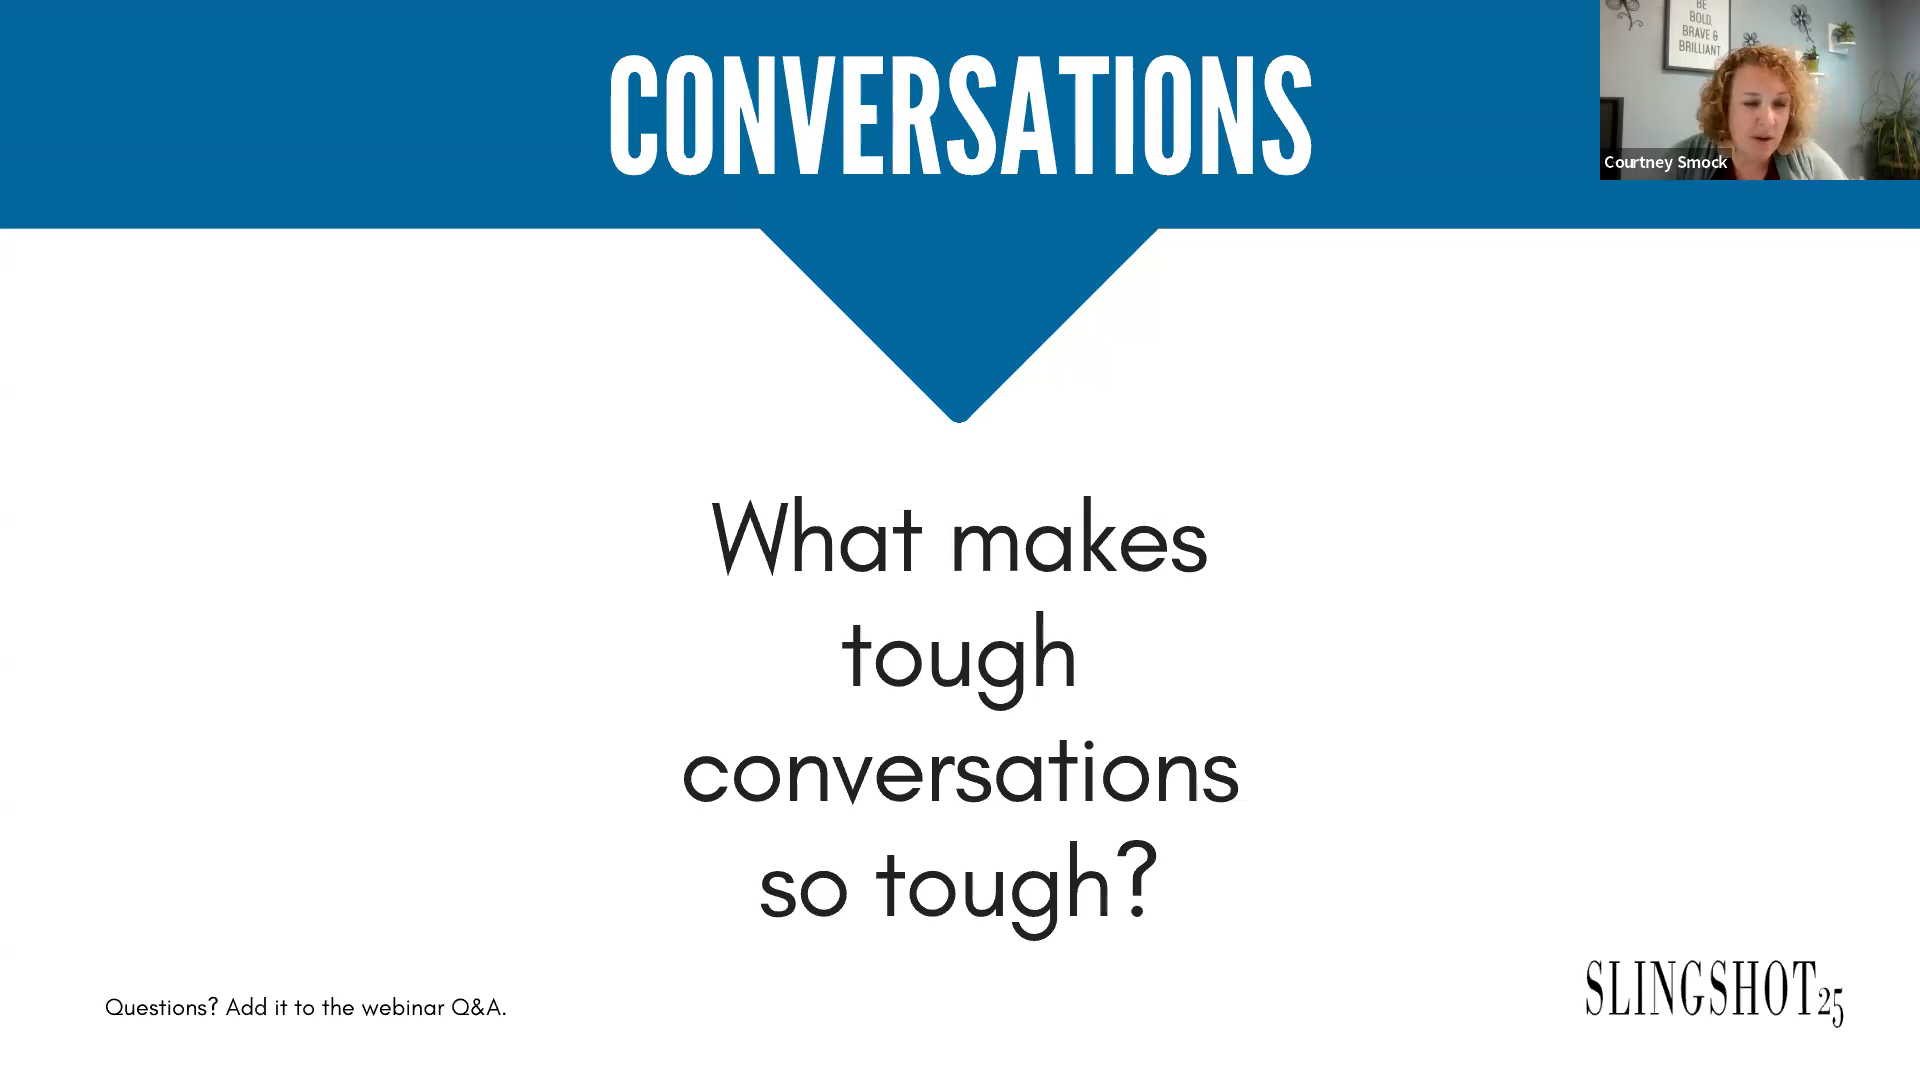 CONVERSATIONS
BE
BOLD,
BRAVE &
BRILLIANT
Courtney Smock
What makes
tough
conversations
so tough?
Questions? Add it to the webinar Q&A.
SLINGSHOT25